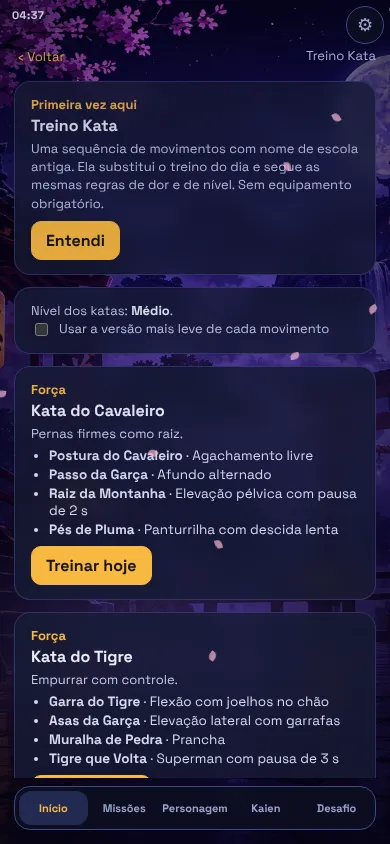 04:37
‹ Voltar
Treino Kata
Primeira vez aqui
Treino Kata
Uma sequência de movimentos com nome de escola
antiga. Ela substitui o treino do dia e segue as
mesmas regras de dor e de nível. Sem equipamento
obrigatório.
Entendi
Nível dos katas: Médio.
Usar a versão mais leve de cada movimento
Força
Kata do Cavaleiro
Pernas firmes como raiz.
• Postura do Cavaleiro · Agachamento livre
• Passo da Garça · Afundo alternado
• Raiz da Montanha · Elevação pélvica com pausa
de 2 s
• Pés de Pluma · Panturrilha com descida lenta
Treinar hoje
Força
Kata do Tigre
Empurrar com controle.
• Garra do Tigre · Flexão com joelhos no chão
• Asas da Garça · Elevação lateral com garrafas
• Muralha de Pedra · Prancha
• Tigre que Volta · Superman com pausa de 3 s
Início
Missões
Personagem
Kaien
Desafio